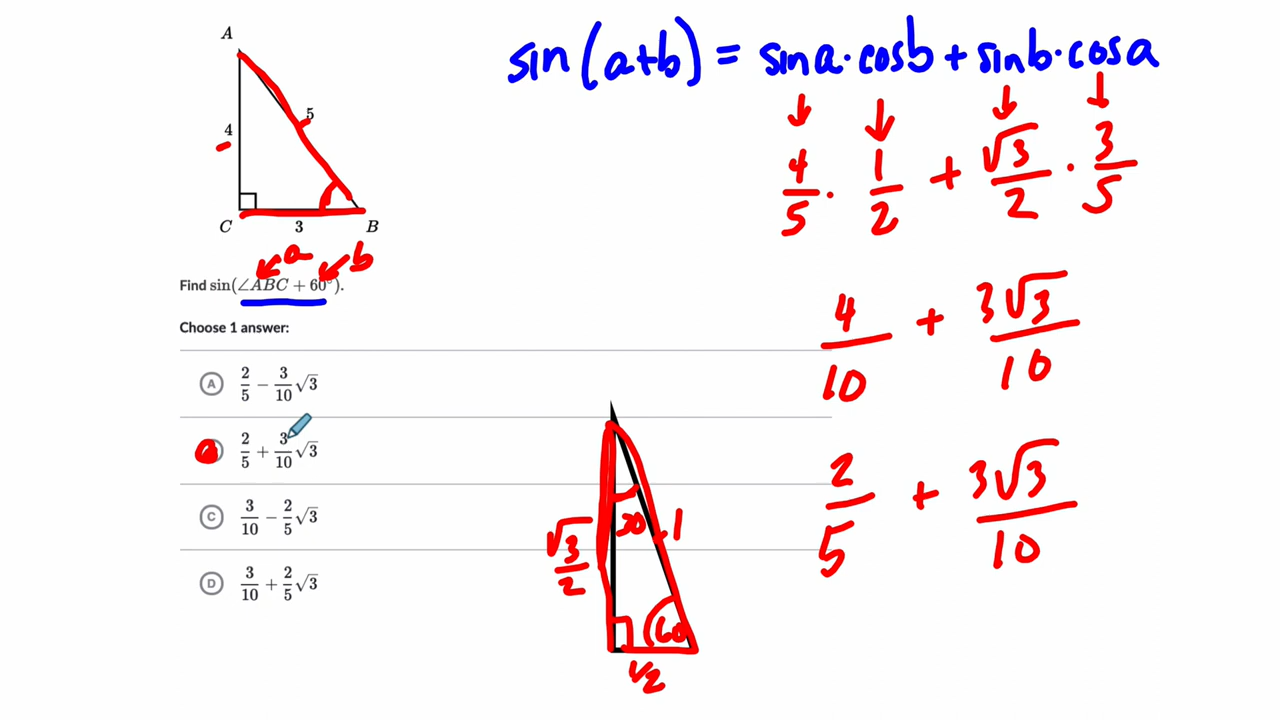 A
sin(a+b) = sina·cosb + sinb·cosa
4
5
4/5 · 1/2 + √3/2 · 3/5
C
3
B
a
b
Find sin(∠ABC + 60°).
4/10 + 3√3/10
Choose 1 answer:
A 2/5 − 3/10 √3
2/5 + 3/10 √3
2/5 + 3√3/10
C 3/10 − 2/5 √3
30
1
√3/2
D 3/10 + 2/5 √3
60
1/2